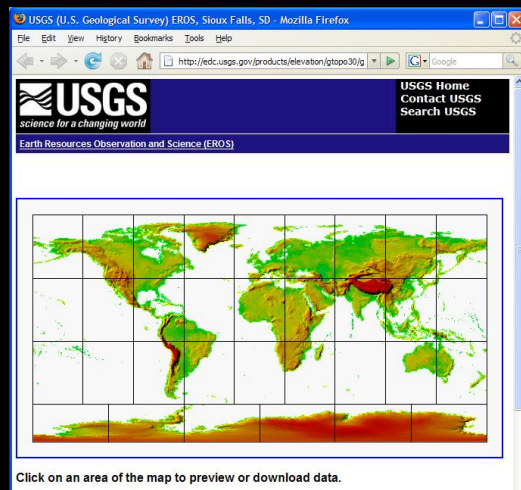 USGS (U.S. Geological Survey) EROS, Sioux Falls, SD - Mozilla Firefox
File Edit View History Bookmarks Tools Help
http://edc.usgs.gov/products/elevation/gtopo30/g G Google
USGS
science for a changing world
USGS Home
Contact USGS
Search USGS
Earth Resources Observation and Science (EROS)
Click on an area of the map to preview or download data.